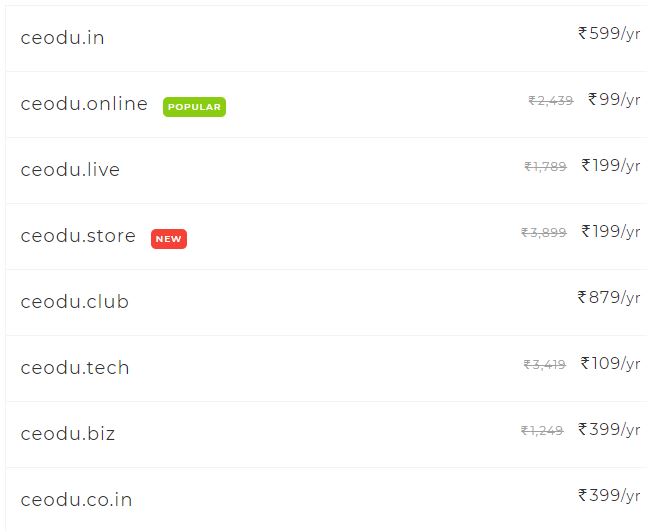 ceodu.in ₹599/yr
ceodu.online POPULAR ₹2,439 ₹99/yr
ceodu.live ₹1,789 ₹199/yr
ceodu.store NEW ₹3,899 ₹199/yr
ceodu.club ₹879/yr
ceodu.tech ₹3,419 ₹109/yr
ceodu.biz ₹1,249 ₹399/yr
ceodu.co.in ₹399/yr